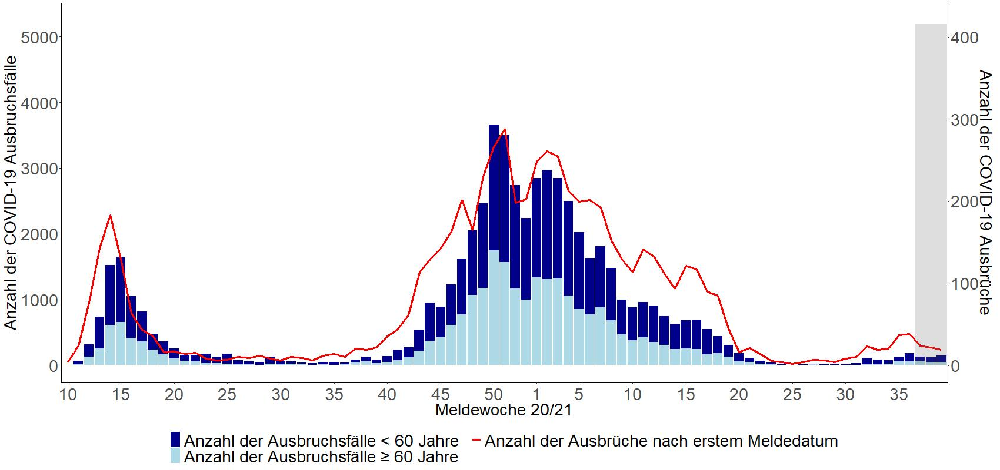 Anzahl der COVID-19 Ausbruchsfälle
5000
4000
3000
2000
1000
0
400
300
200
100
0
Anzahl der COVID-19 Ausbrüche
10 15 20 25 30 35 40 45 50 1 5 10 15 20 25 30 35
Meldewoche 20/21
Anzahl der Ausbruchsfälle < 60 Jahre
Anzahl der Ausbrüche nach erstem Meldedatum
Anzahl der Ausbruchsfälle ≥ 60 Jahre